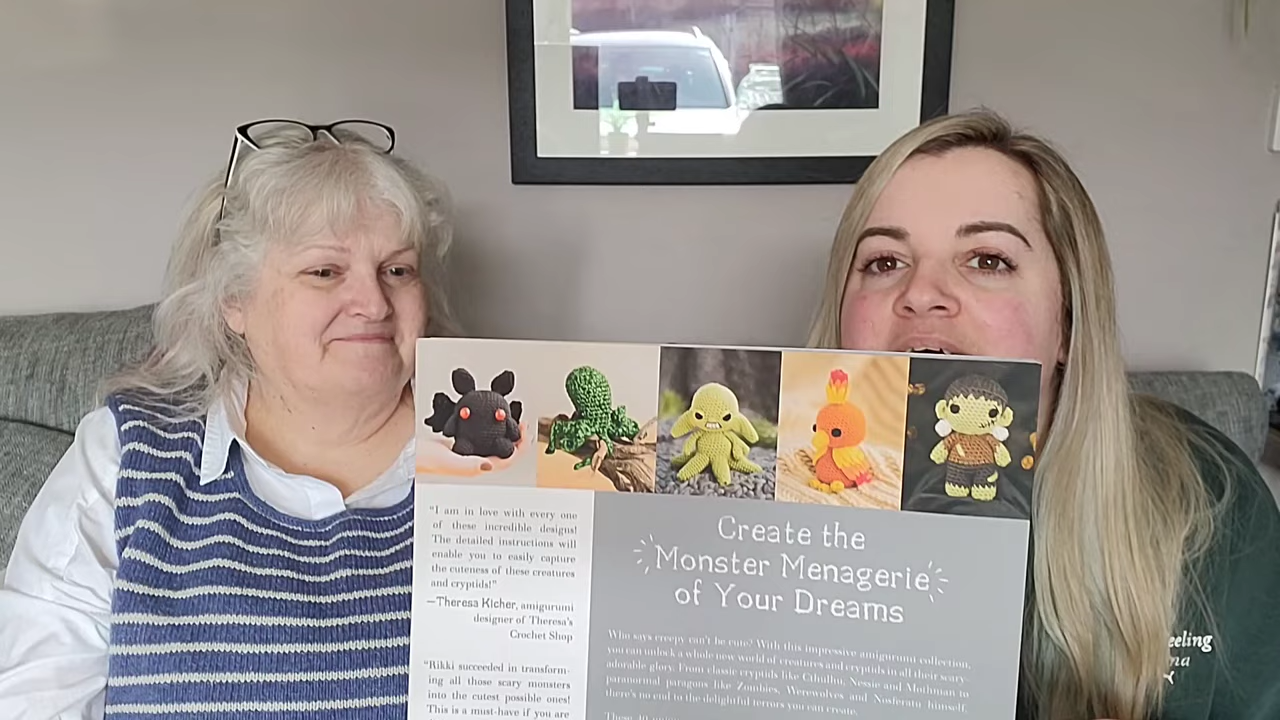 "I am in love with every one
of these incredible designs!
The detailed instructions will
enable you to easily capture
the cuteness of these creatures
and cryptids!"
—Theresa Kicher, amigurumi
designer of Theresa's
Crochet Shop
"Rikki succeeded in transform-
ing all those scary monsters
into the cutest possible ones!
This is a must-have if you are
Create the
Monster Menagerie
of Your Dreams
Who says creepy can't be cute? With this impressive amigurumi collection,
you can unlock a whole new world of creatures and cryptids in all their scary-
adorable glory. From classic cryptids like Cthulhu, Nessie and Mothman to
paranormal paragons like Zombies, Werewolves and Nosferatu himself,
there's no end to the delightful terrors you can create.
These 40
eeling